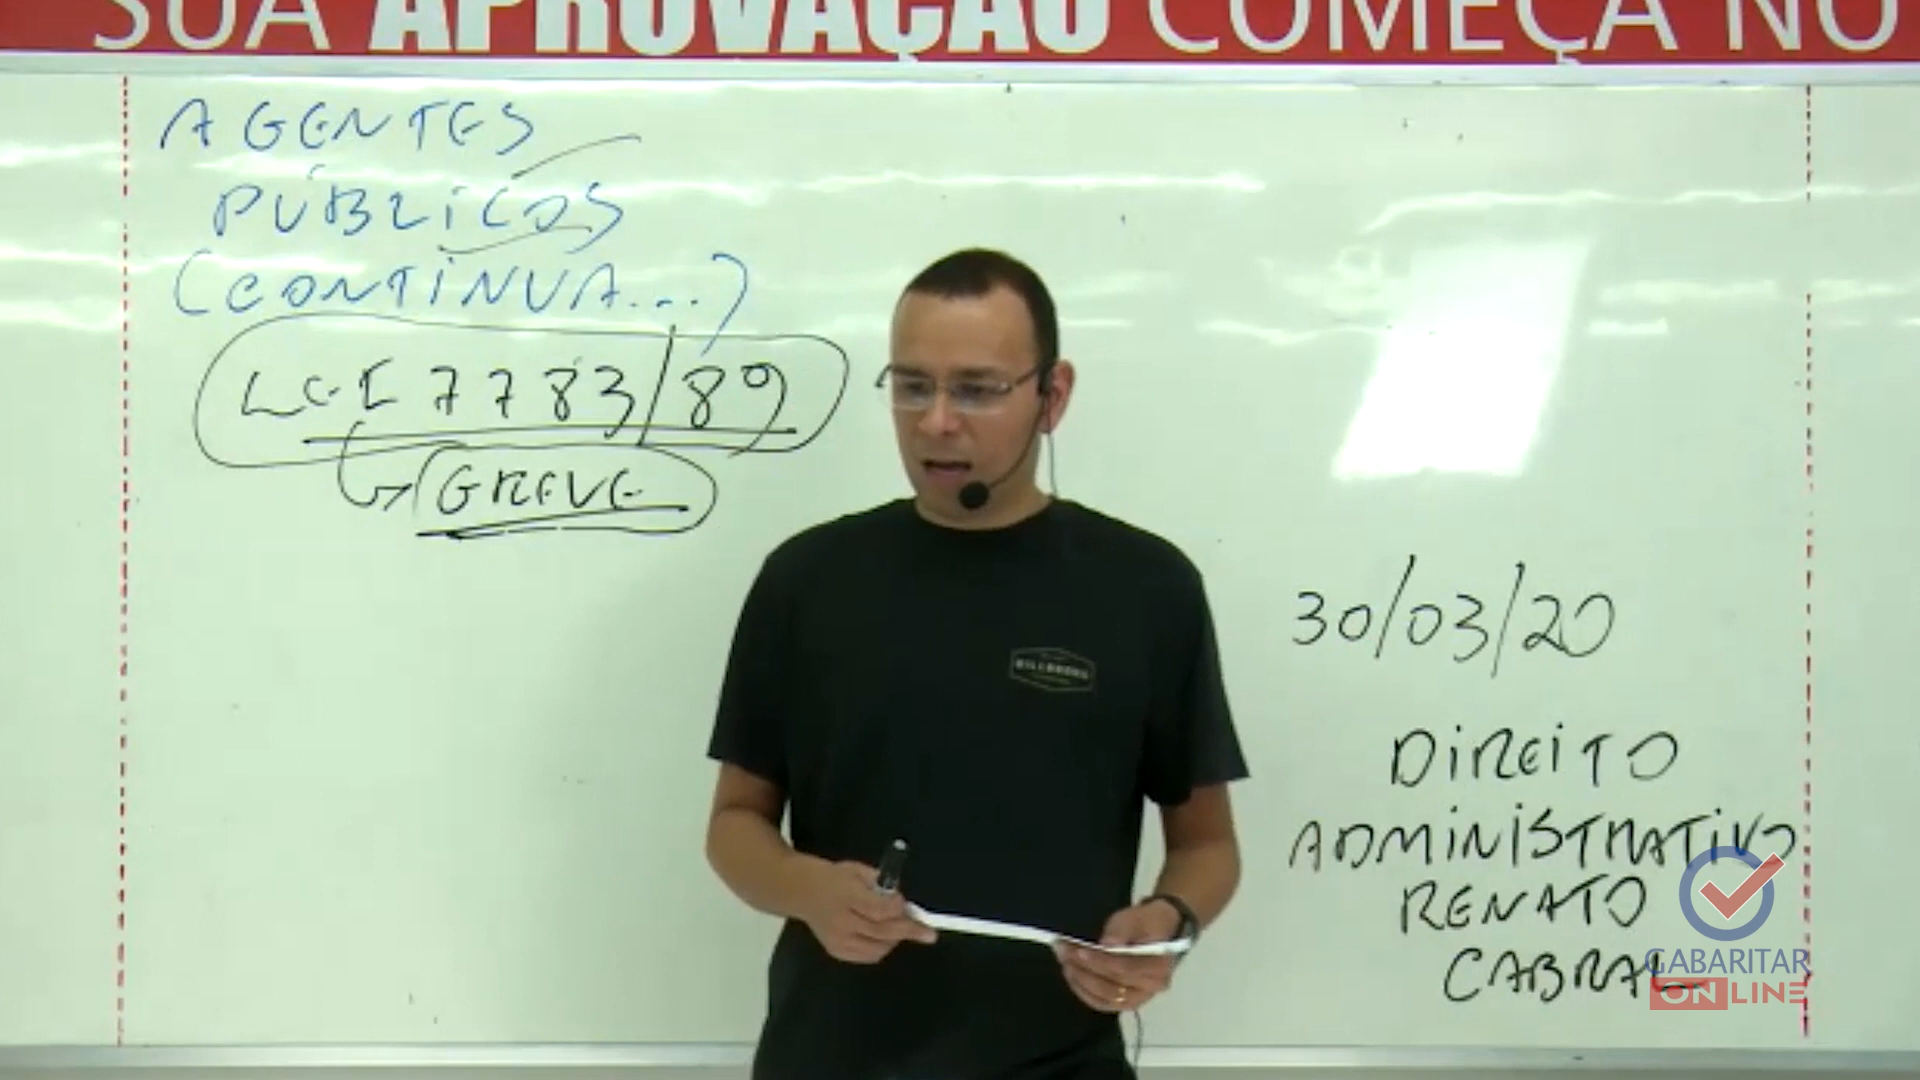 SUA APROVAÇÃO COMEÇA NO
AGENTES
PÚBLICOS
(CONTINUA...)
LEI 7783/89
GREVE
BILLABONG
30/03/20
DIREITO
ADMINISTRATIVO
RENATO
CABRAL
GABARITAR
ONLINE